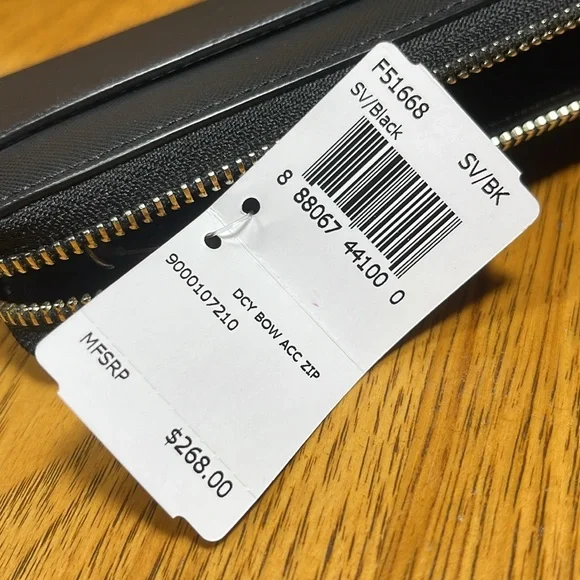 F51668
SV/Black
SV/BK
8 88067 44100 0
DCY BOW ACC ZIP
9000107210
MFSRP
$268.00